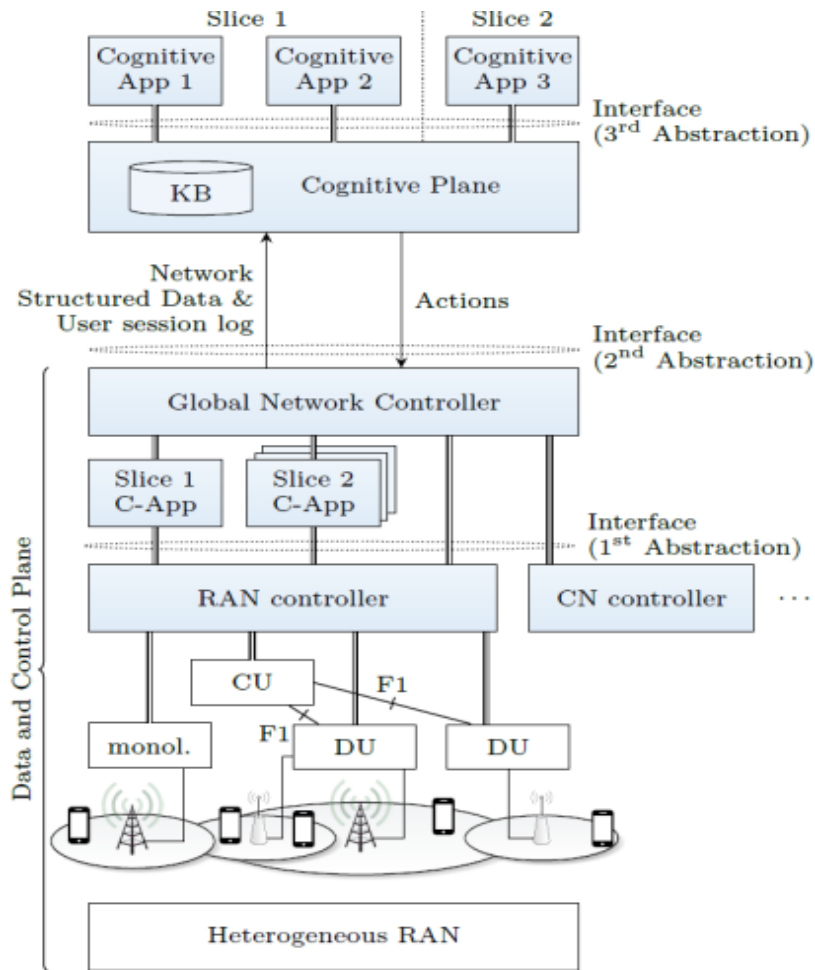 Slice 1
Slice 2
Cognitive
App 1
Cognitive
App 2
Cognitive
App 3
Interface
(3rd Abstraction)
KB
Cognitive Plane
Network
Structured Data &
User session log
Actions
Interface
(2nd Abstraction)
Global Network Controller
Slice 1
C-App
Slice 2
C-App
Interface
(1st Abstraction)
RAN controller
CN controller
...
Data and Control Plane
CU
F1
F1
monol.
DU
DU
Heterogeneous RAN